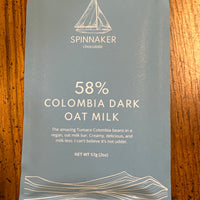 SPINNAKER
chocolate
58%
COLOMBIA DARK
OAT MILK
The amazing Tumaco Colombia beans in a
vegan, oat milk bar. Creamy, delicious, and
milk-less. I can't believe it's not udder.
NET WT 57g (2oz)